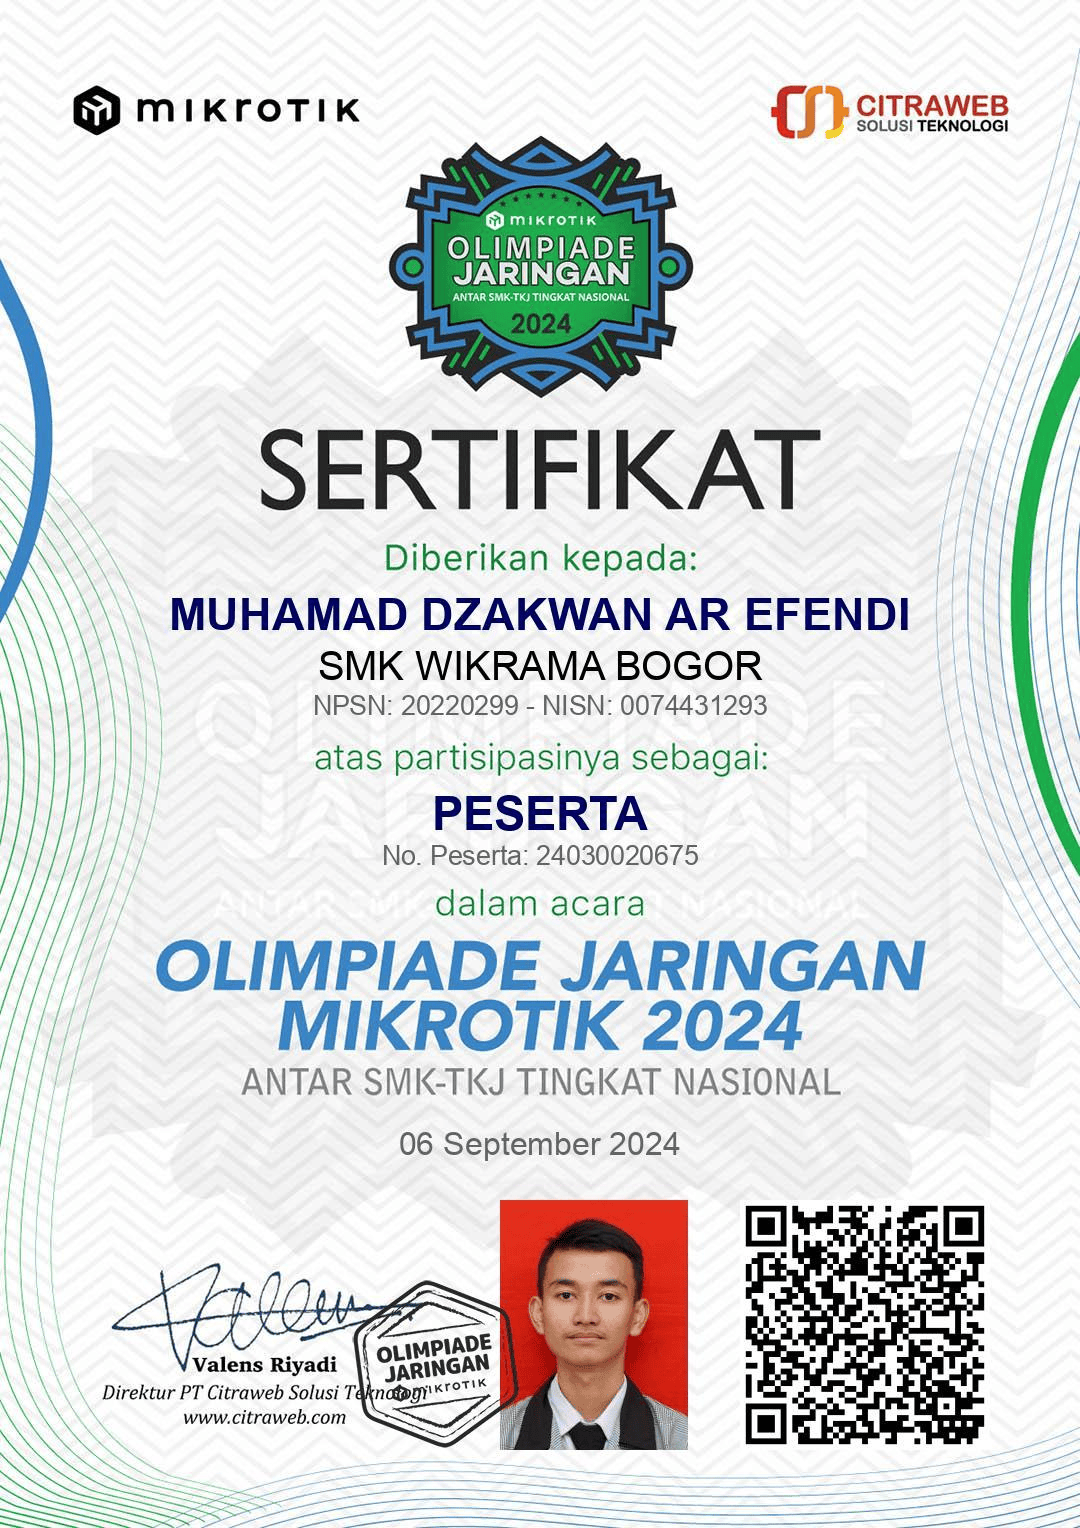 mikrotik
CITRAWEB
SOLUSI TEKNOLOGI
mikrotik
OLIMPIADE
JARINGAN
ANTAR SMK-TKJ TINGKAT NASIONAL
2024
SERTIFIKAT
Diberikan kepada:
MUHAMAD DZAKWAN AR EFENDI
SMK WIKRAMA BOGOR
NPSN: 20220299 - NISN: 0074431293
atas partisipasinya sebagai:
PESERTA
No. Peserta: 24030020675
dalam acara
OLIMPIADE JARINGAN
MIKROTIK 2024
ANTAR SMK-TKJ TINGKAT NASIONAL
06 September 2024
Valens Riyadi
Direktur PT Citraweb Solusi Teknologi
www.citraweb.com
OLIMPIADE
JARINGAN
mikrotik